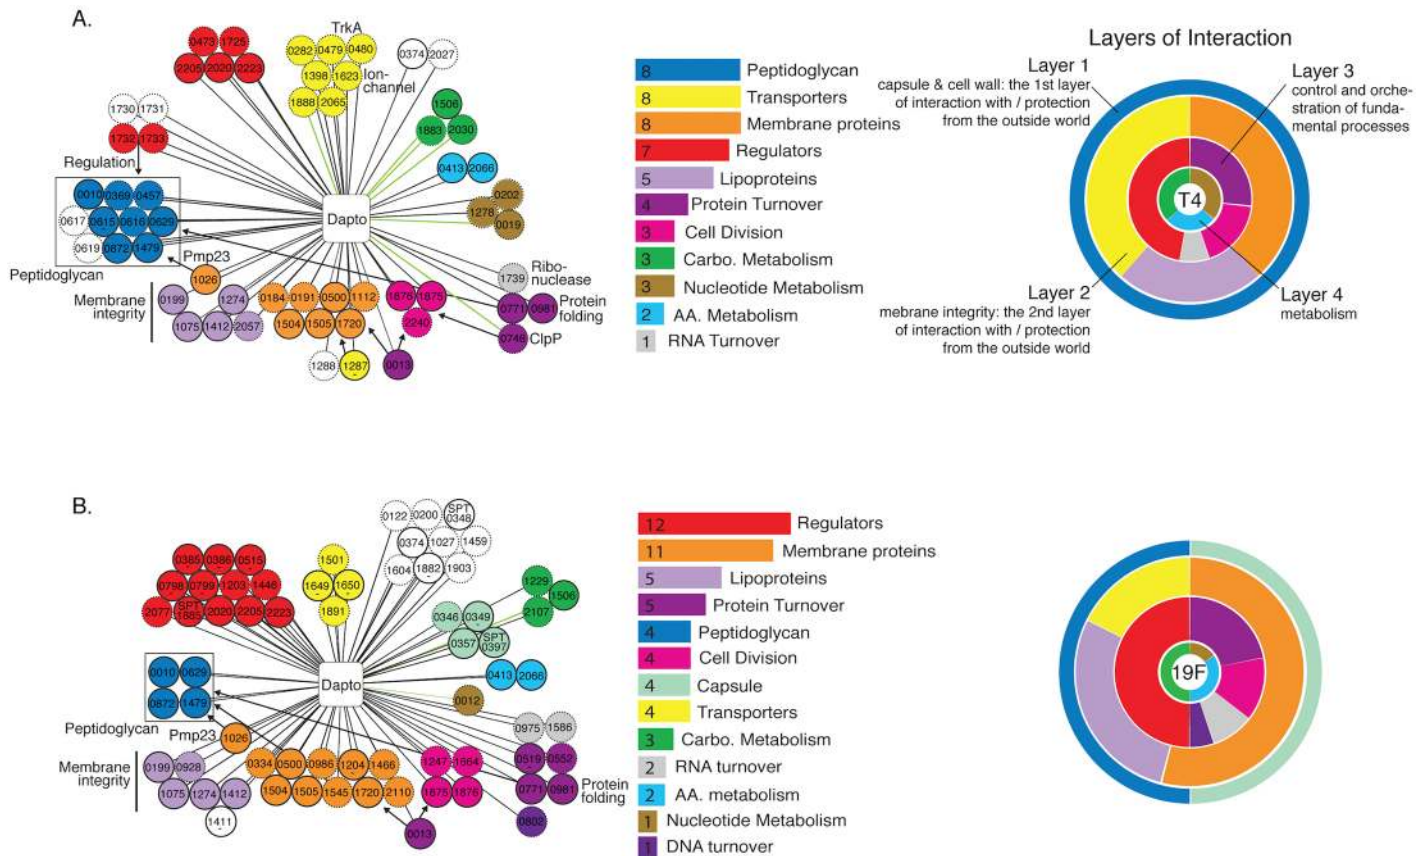 A.
TrkA
0473 1725
2205 2020 2223
0282 0479 0480
1398 1623 Ion-
channel
1888 2065
0374 2027
1730 1731
1732 1733
1506
1883 2030
Regulation
0413 2066
0010 0369 0457
0617 0615 0616 0629
0619 0872 1479
Dapto
0202
1278
0019
Peptidoglycan
Pmp23
1026
1739
Ribo-
nuclease
Membrane
integrity
0199 1274
1075 1412 2057
0184 0191 0500 1112
1504 1505 1720
1876 1875
2240
0771 0981
Protein
folding
0746 ClpP
1288 1287
0013
8 Peptidoglycan
8 Transporters
8 Membrane proteins
7 Regulators
5 Lipoproteins
4 Protein Turnover
3 Cell Division
3 Carbo. Metabolism
3 Nucleotide Metabolism
2 AA. Metabolism
1 RNA Turnover
Layers of Interaction
Layer 1
capsule & cell wall: the 1st layer
of interaction with / protection
from the outside world
Layer 3
control and orche-
stration of funda-
mental processes
T4
Layer 2
mebrane integrity: the 2nd layer
of interaction with / protection
from the outside world
Layer 4
metabolism
B.
0122 0200 SPT
0348
0374 1027 1459
1604 1882 1903
0385 0386 0515
0798 0799 1203 1446
2077 SPT
1885 2020 2205 2223
1501
1649 1650
1891
1229
1506
2107
0346 0349
0357 SPT
0397
0010 0629
0872 1479
Dapto
0413 2066
0012
Peptidoglycan
Pmp23
1026
0975 1586
Membrane
integrity
0199 0928
1075 1274 1412
1411
0334 0500 0986 1204 1466
1504 1505 1545 1720 2110
1247 1664
1875 1876
0519 0552
0771 0981
Protein
folding
0802
0013
12 Regulators
11 Membrane proteins
5 Lipoproteins
5 Protein Turnover
4 Peptidoglycan
4 Cell Division
4 Capsule
4 Transporters
3 Carbo. Metabolism
2 RNA turnover
2 AA. metabolism
1 Nucleotide Metabolism
1 DNA turnover
19F